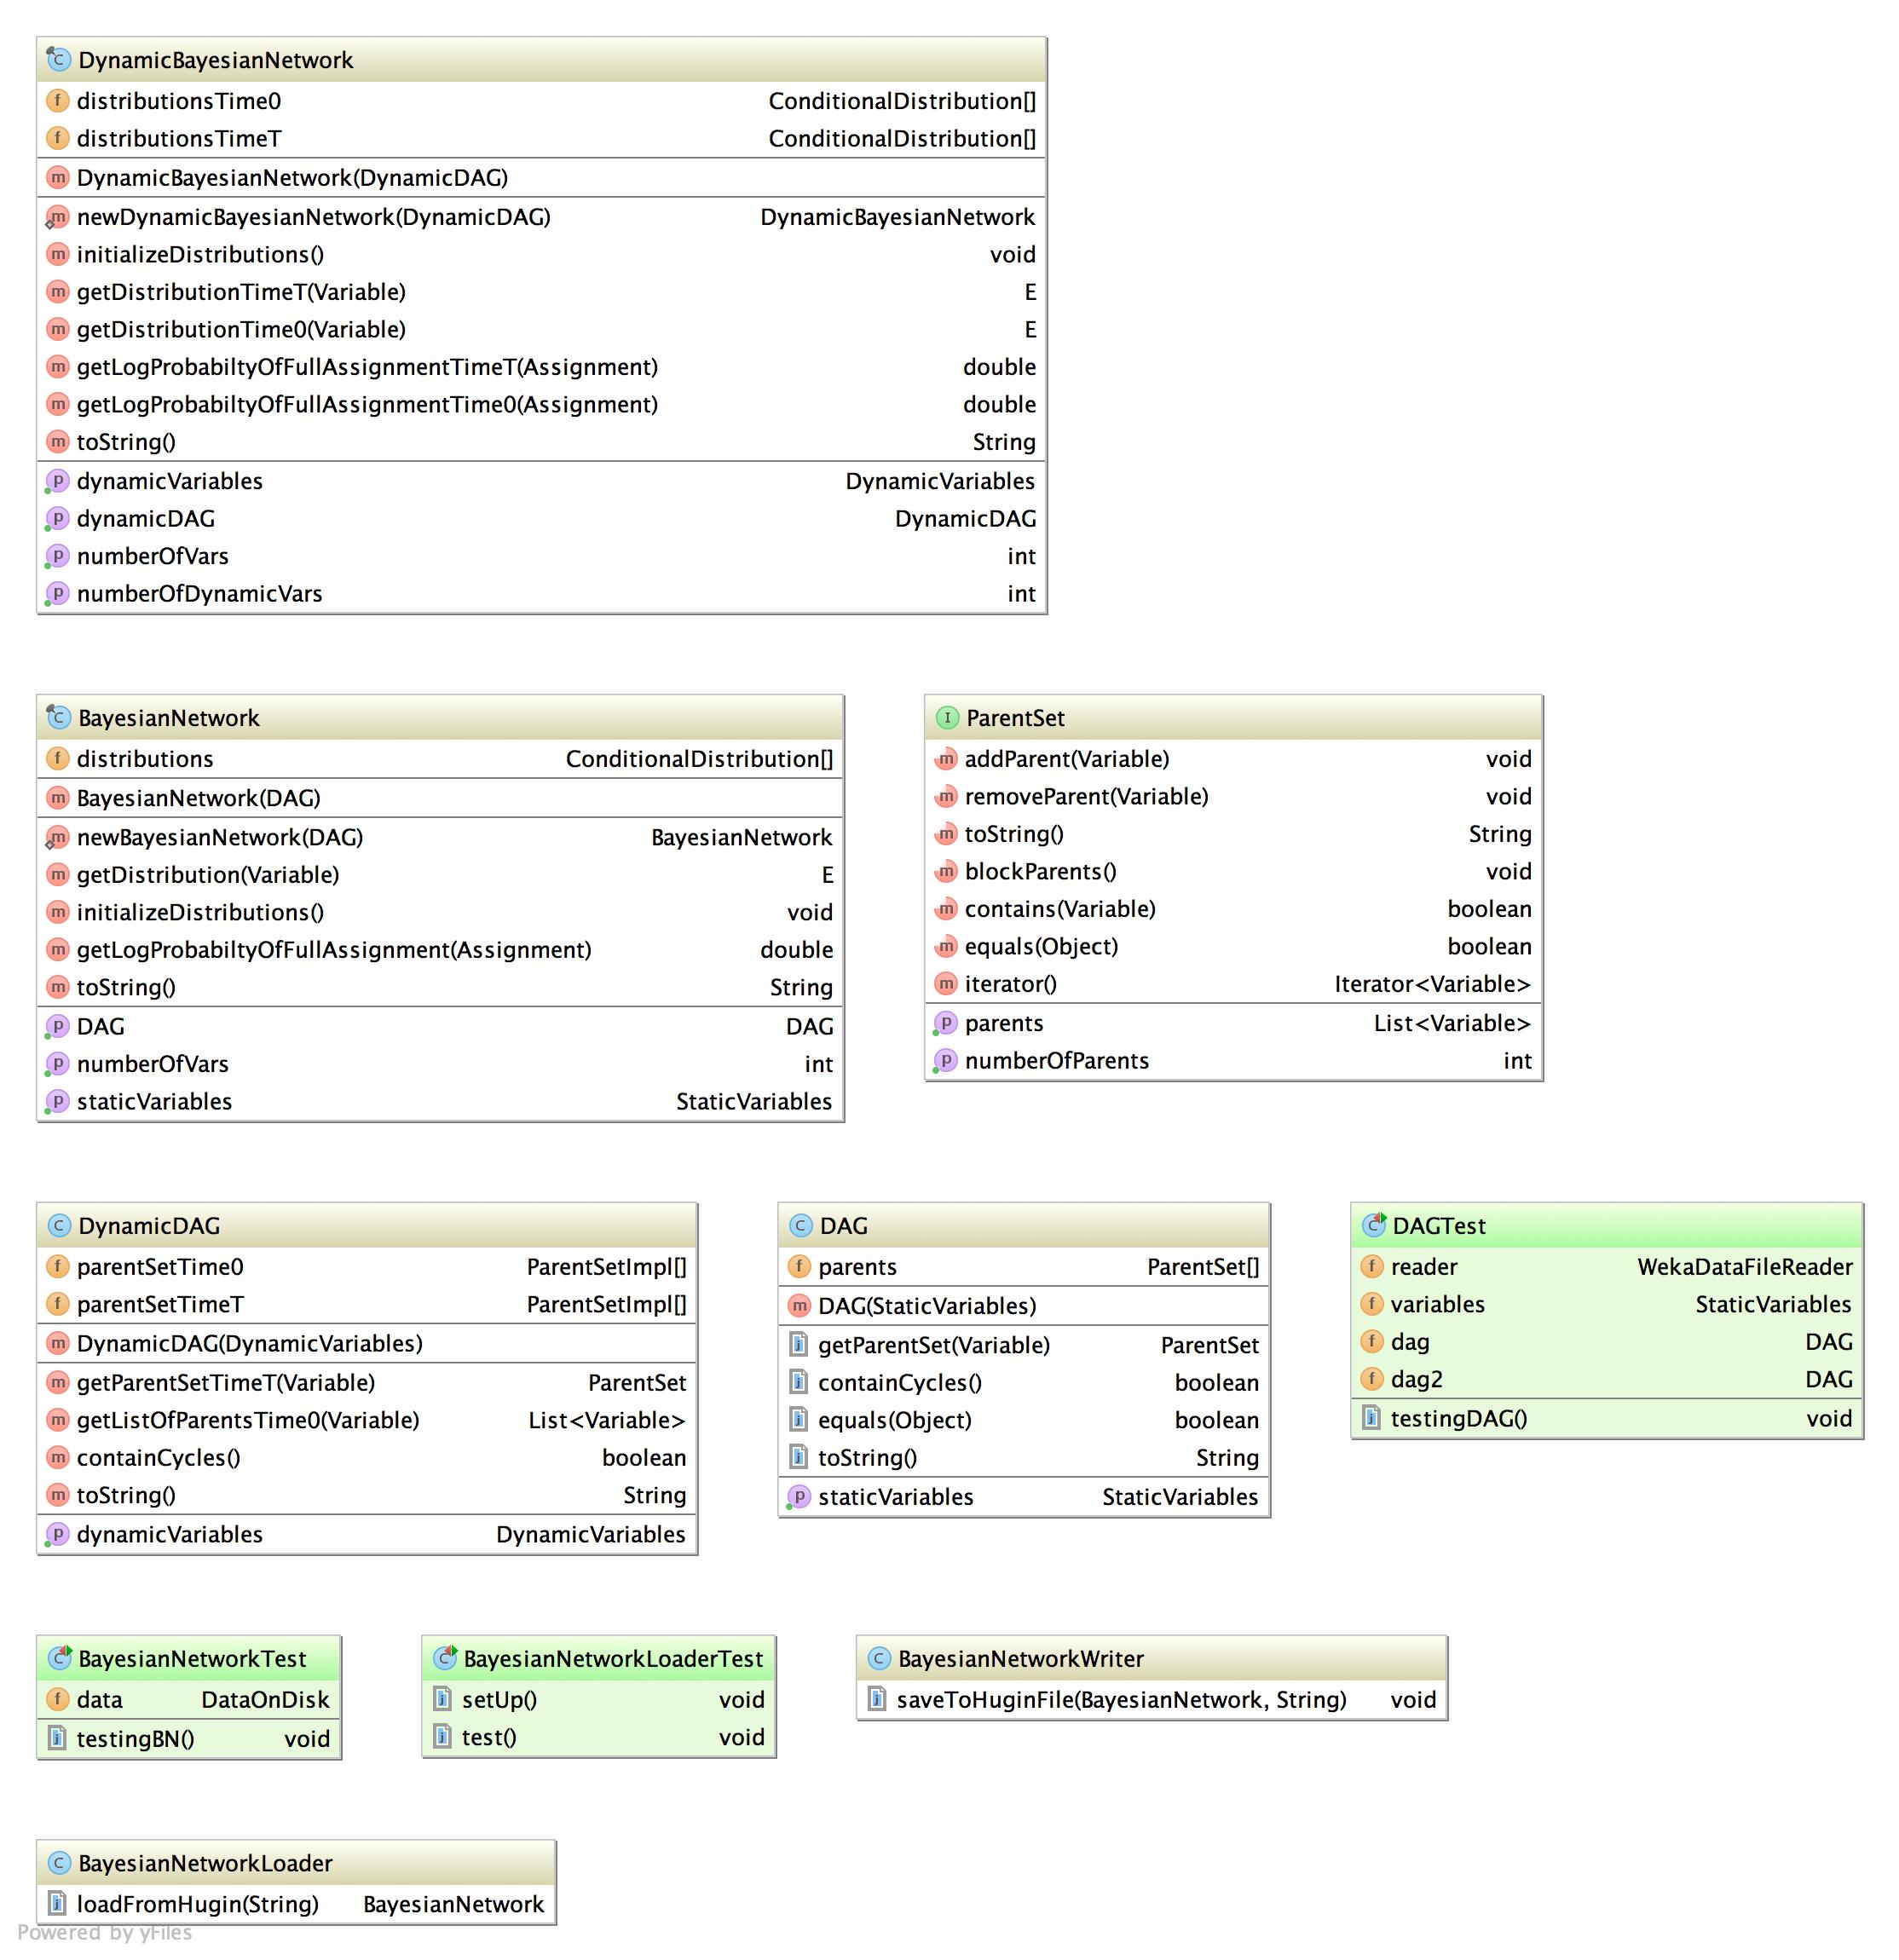 DynamicBayesianNetwork
distributionsTime0 ConditionalDistribution[]
distributionsTimeT ConditionalDistribution[]
DynamicBayesianNetwork(DynamicDAG)
newDynamicBayesianNetwork(DynamicDAG) DynamicBayesianNetwork
initializeDistributions() void
getDistributionTimeT(Variable) E
getDistributionTime0(Variable) E
getLogProbabiltyOfFullAssignmentTimeT(Assignment) double
getLogProbabiltyOfFullAssignmentTime0(Assignment) double
toString() String
dynamicVariables DynamicVariables
dynamicDAG DynamicDAG
numberOfVars int
numberOfDynamicVars int
BayesianNetwork
distributions ConditionalDistribution[]
BayesianNetwork(DAG)
newBayesianNetwork(DAG) BayesianNetwork
getDistribution(Variable) E
initializeDistributions() void
getLogProbabiltyOfFullAssignment(Assignment) double
toString() String
DAG DAG
numberOfVars int
staticVariables StaticVariables
ParentSet
addParent(Variable) void
removeParent(Variable) void
toString() String
blockParents() void
contains(Variable) boolean
equals(Object) boolean
iterator() Iterator<Variable>
parents List<Variable>
numberOfParents int
DynamicDAG
parentSetTime0 ParentSetImpl[]
parentSetTimeT ParentSetImpl[]
DynamicDAG(DynamicVariables)
getParentSetTimeT(Variable) ParentSet
getListOfParentsTime0(Variable) List<Variable>
containCycles() boolean
toString() String
dynamicVariables DynamicVariables
DAG
parents ParentSet[]
DAG(StaticVariables)
getParentSet(Variable) ParentSet
containCycles() boolean
equals(Object) boolean
toString() String
staticVariables StaticVariables
DAGTest
reader WekaDataFileReader
variables StaticVariables
dag DAG
dag2 DAG
testingDAG() void
BayesianNetworkTest
data DataOnDisk
testingBN() void
BayesianNetworkLoaderTest
setUp() void
test() void
BayesianNetworkWriter
saveToHuginFile(BayesianNetwork, String) void
BayesianNetworkLoader
loadFromHugin(String) BayesianNetwork
Powered by yFiles